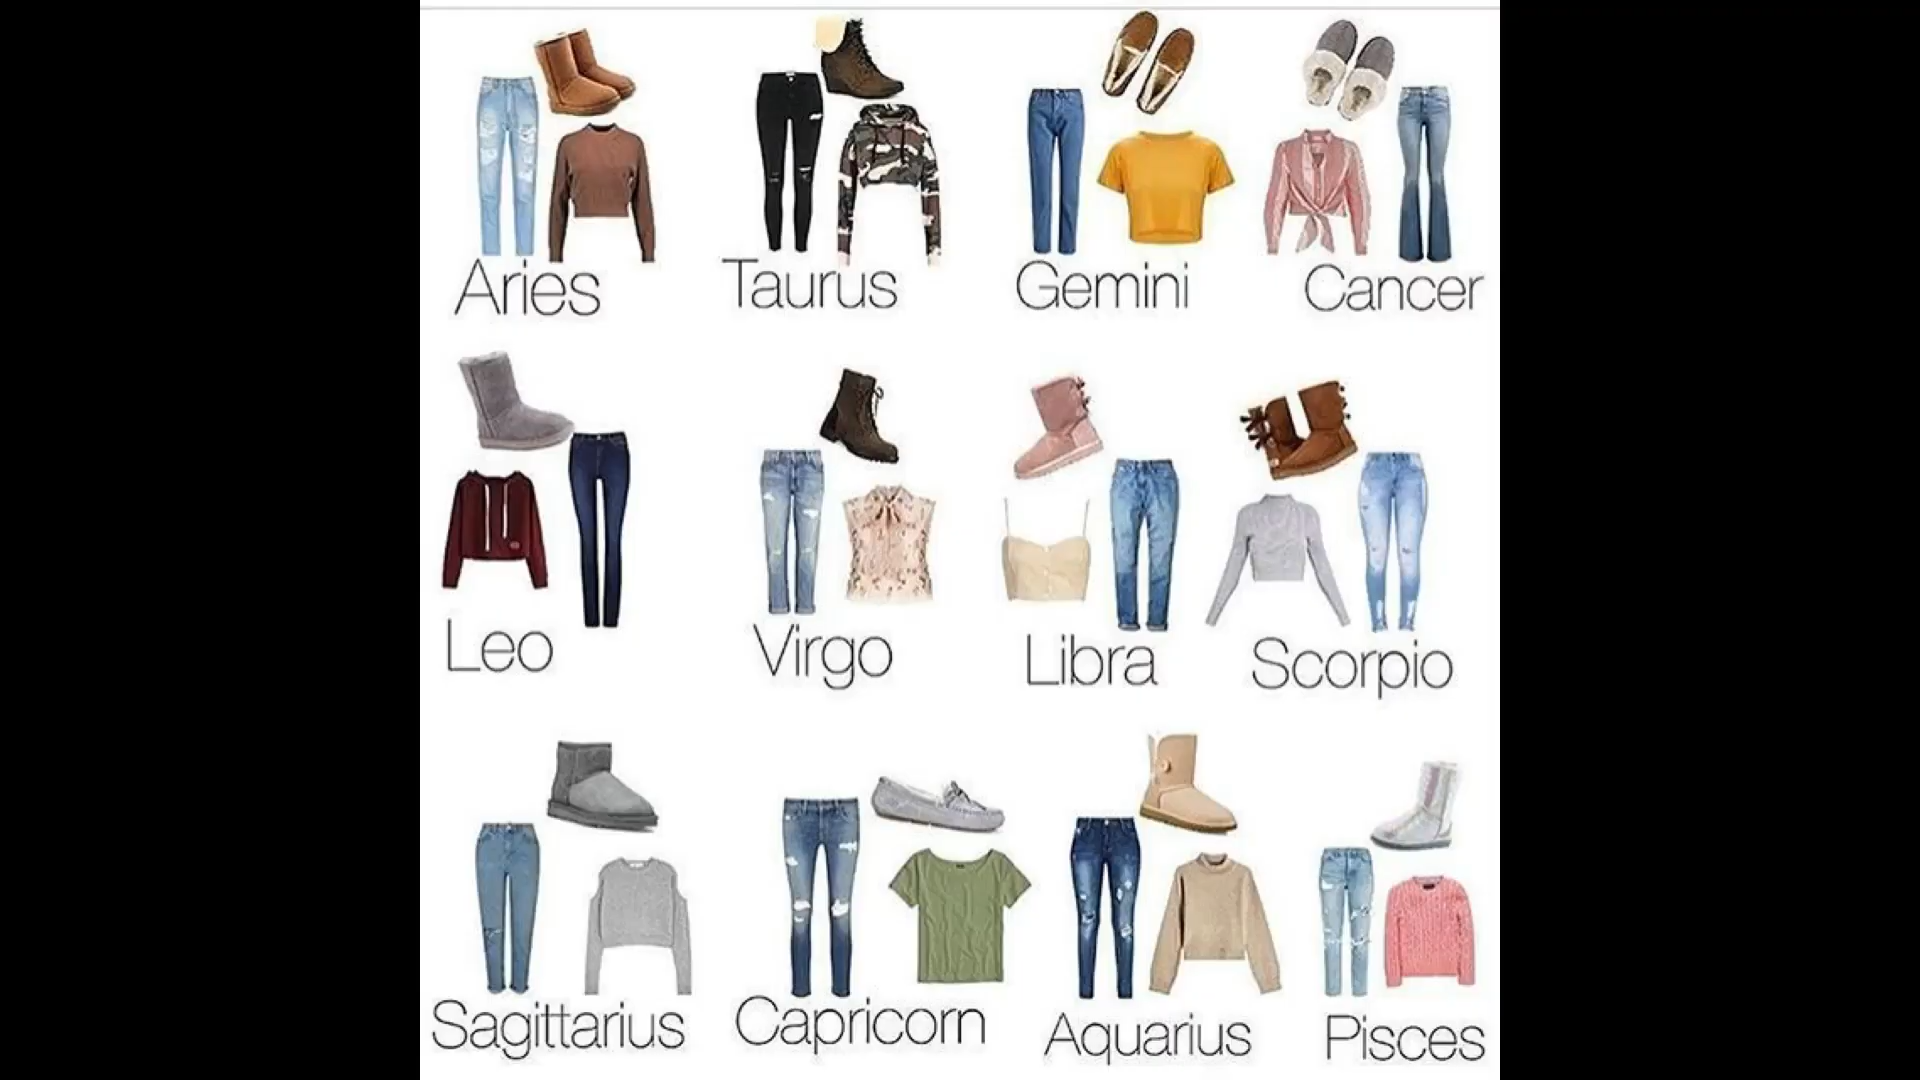 Aries
Taurus
Gemini
Cancer
Leo
Virgo
Libra
Scorpio
Sagittarius
Capricorn
Aquarius
Pisces